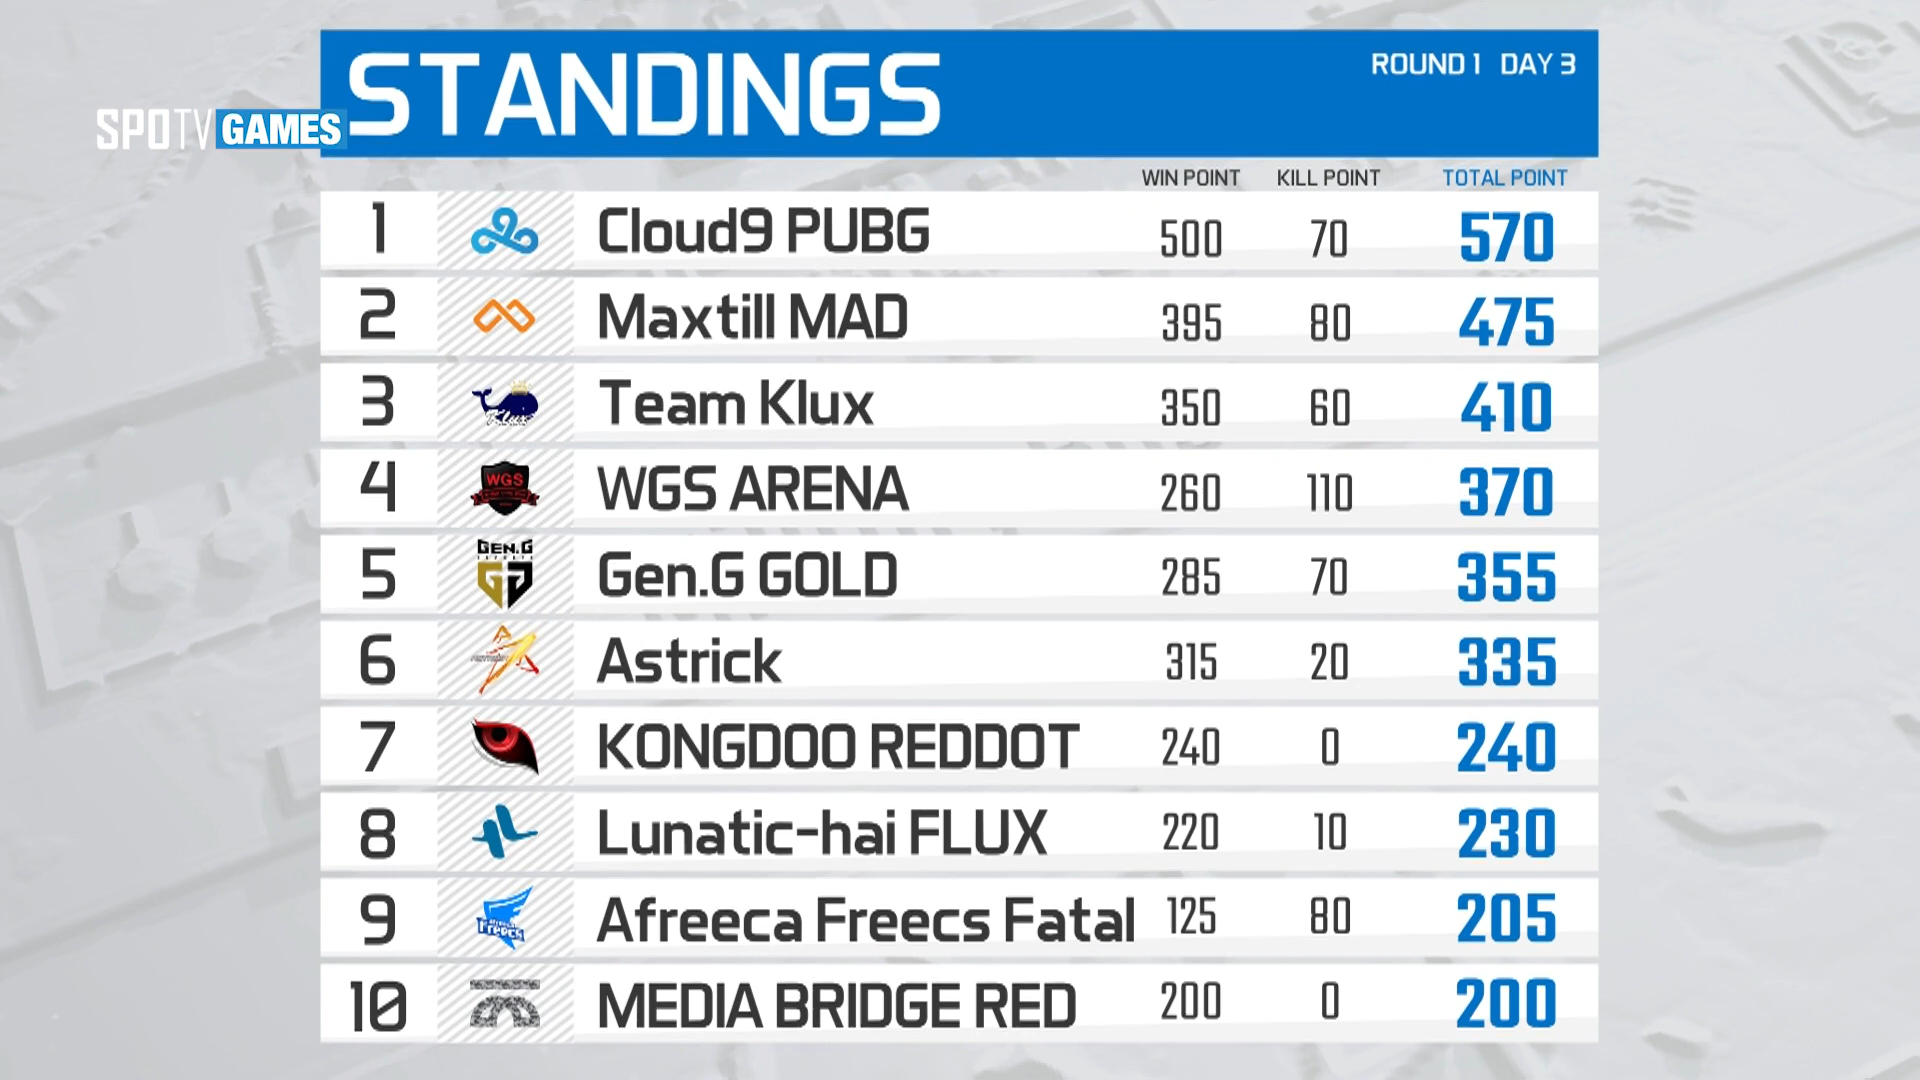 STANDINGS
ROUND 1 DAY 3
SPOTV GAMES
WIN POINT KILL POINT TOTAL POINT
1 Cloud9 PUBG 500 70 570
2 Maxtill MAD 395 80 475
3 Klux Team Klux 350 60 410
4 WGS WGS ARENA 260 110 370
5 GEN.G Gen.G GOLD 285 70 355
6 Astrick 315 20 335
7 KONGDOO REDDOT 240 0 240
8 Lunatic-hai FLUX 220 10 230
9 Freecs Afreeca Freecs Fatal 125 80 205
10 MEDIA BRIDGE RED 200 0 200